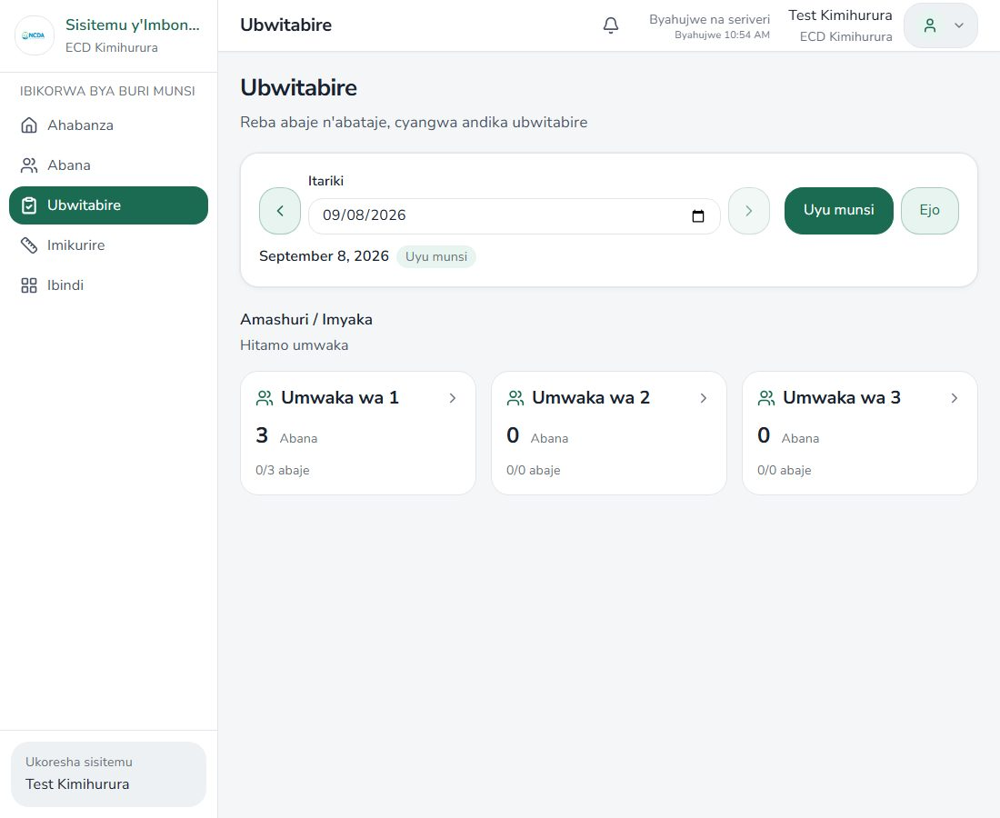 NCDA
Sisitemu y'Imbon...
ECD Kimihurura
IBIKORWA BYA BURI MUNSI
Ahabanza
Abana
Ubwitabire
Imikurire
Ibindi
Ukoresha sisitemu
Test Kimihurura
Ubwitabire
Byahujwe na seriveri
Byahujwe 10:54 AM
Test Kimihurura
ECD Kimihurura
Ubwitabire
Reba abaje n'abataje, cyangwa andika ubwitabire
Itariki
09/08/2026
Uyu munsi
Ejo
September 8, 2026 Uyu munsi
Amashuri / Imyaka
Hitamo umwaka
Umwaka wa 1
3 Abana
0/3 abaje
Umwaka wa 2
0 Abana
0/0 abaje
Umwaka wa 3
0 Abana
0/0 abaje